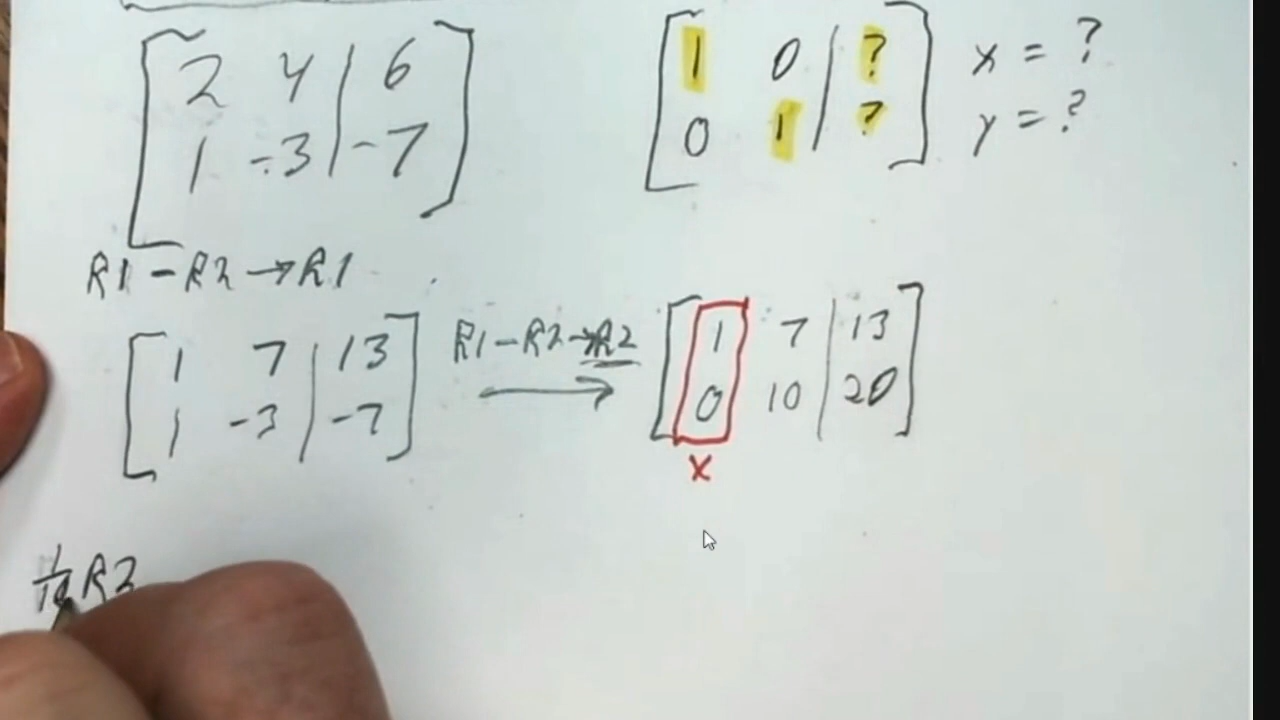 2 4 | 6
1 -3 | -7
1 0 | ? x = ?
0 1 | ? y = ?
R1 - R2 → R1
1 7 | 13
1 -3 | -7
R1 - R2 → R2
1 7 | 13
0 10 | 20
x
1/10 R2